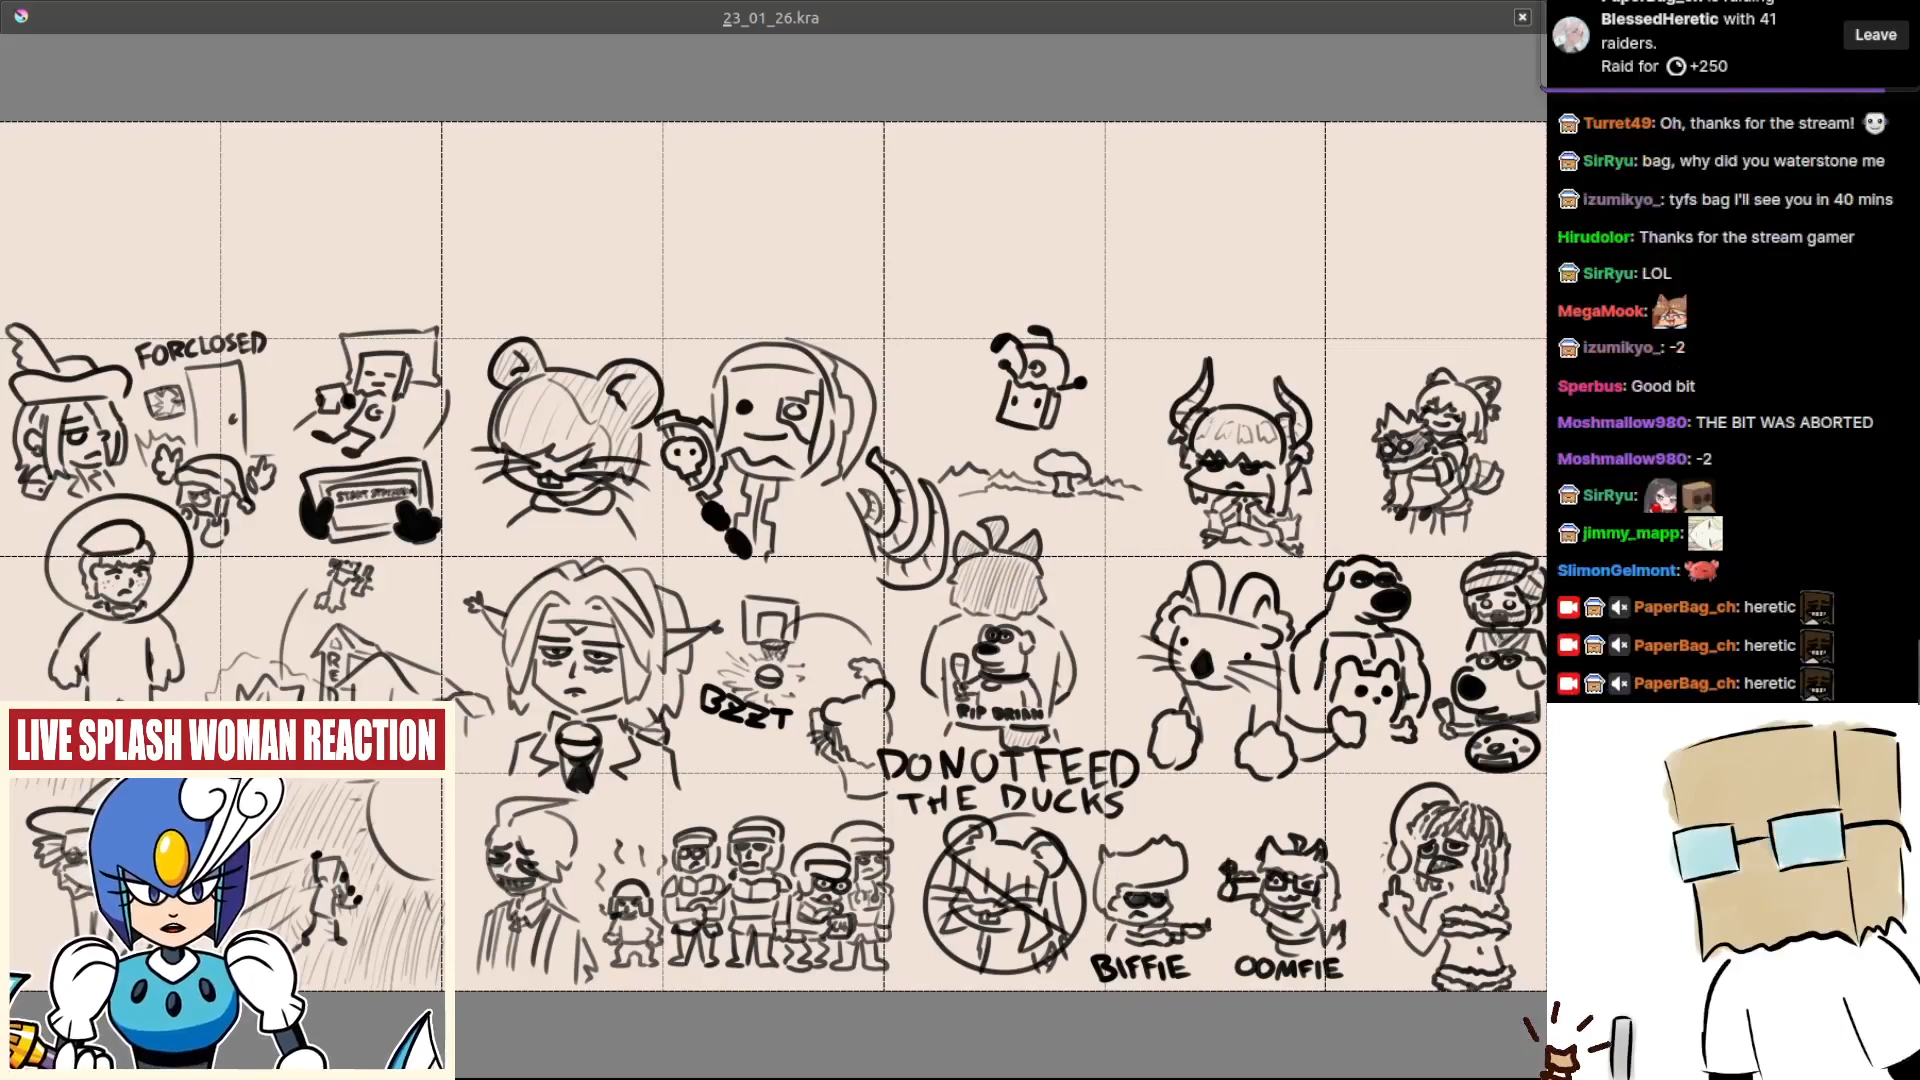 23_01_26.kra
BlessedHeretic with 41
raiders.
Raid for +250
Leave
Turret49: Oh, thanks for the stream!
SirRyu: bag, why did you waterstone me
izumikyo_: tyfs bag I'll see you in 40 mins
Hirudolor: Thanks for the stream gamer
SirRyu: LOL
MegaMook:
izumikyo_: -2
Sperbus: Good bit
Moshmallow980: THE BIT WAS ABORTED
Moshmallow980: -2
SirRyu:
jimmy_mapp:
SlimonGelmont:
PaperBag_ch: heretic
PaperBag_ch: heretic
PaperBag_ch: heretic
FORCLOSED
BZZT
RIP BRIAN
DO NOT FEED
THE DUCKS
BIFFIE
OOMFIE
LIVE SPLASH WOMAN REACTION